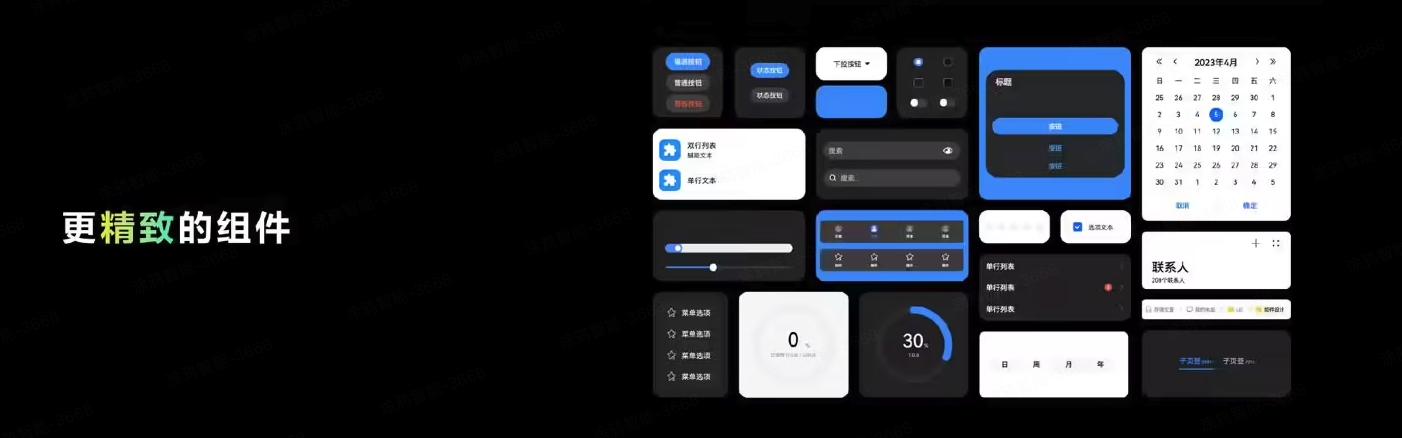 更精致的组件
普通按钮
状态按钮
状态按钮
下拉按钮
标题
按钮
按钮
按钮
2023年4月
日 一 二 三 四 五 六
25 26 27 28 29 30 1
2 3 4 5 6 7 8
9 10 11 12 13 14 15
16 17 18 19 20 21 22
23 24 25 26 27 28 29
30 31 1 2 3 4 5
取消 确定
双行列表
辅助文本
单行文本
搜索
搜索...
选项文本
单行列表
单行列表
单行列表
联系人
208个联系人
组件设计
菜单选项
菜单选项
菜单选项
菜单选项
0 %
30 %
日 周 月 年
子页签 子页签